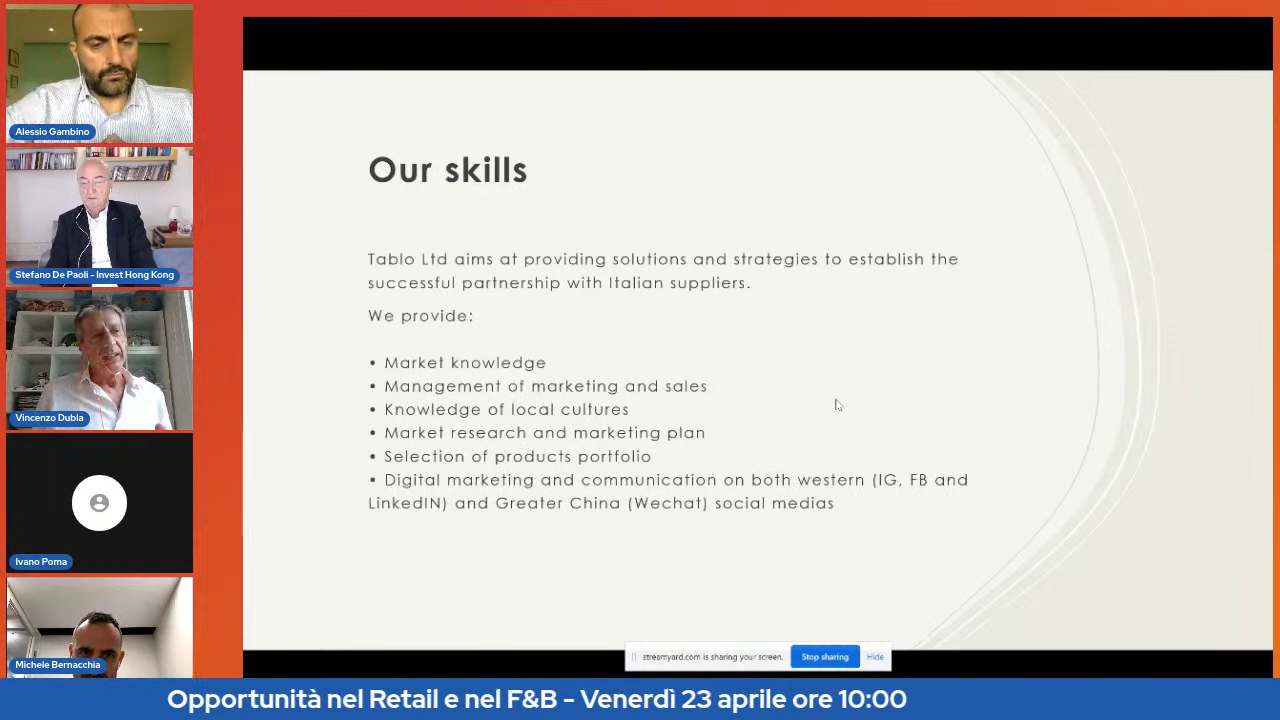 Alessio Gambino
Stefano De Paoli - Invest Hong Kong
Vincenzo Dubla
Ivano Poma
Michele Bernacchia
Our skills
Tablo Ltd aims at providing solutions and strategies to establish the
successful partnership with Italian suppliers.
We provide:
• Market knowledge
• Management of marketing and sales
• Knowledge of local cultures
• Market research and marketing plan
• Selection of products portfolio
• Digital marketing and communication on both western (IG, FB and
LinkedIN) and Greater China (Wechat) social medias
streamyard.com is sharing your screen.
Stop sharing
Hide
Opportunità nel Retail e nel F&B - Venerdì 23 aprile ore 10:00